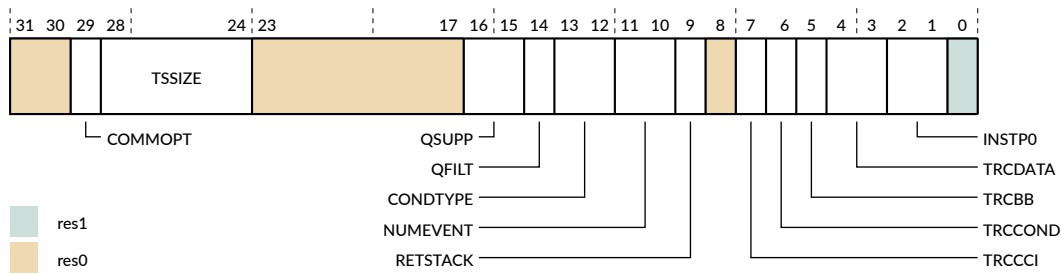 31 30 29 28 24 23 17 16 15 14 13 12 11 10 9 8 7 6 5 4 3 2 1 0
TSSIZE
COMMOPT QSUPP INSTP0
QFILT TRCDATA
CONDTYPE TRCBB
res1 NUMEVENT TRCCOND
res0 RETSTACK TRCCCI